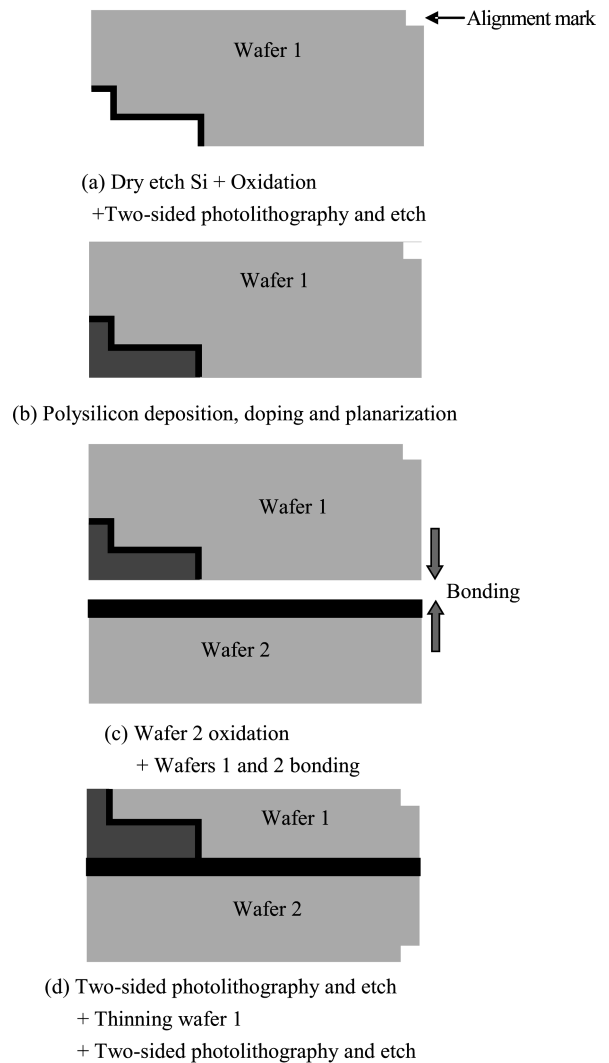 Alignment mark
Wafer 1
(a) Dry etch Si + Oxidation
+Two-sided photolithography and etch
Wafer 1
(b) Polysilicon deposition, doping and planarization
Wafer 1
Bonding
Wafer 2
(c) Wafer 2 oxidation
+ Wafers 1 and 2 bonding
Wafer 1
Wafer 2
(d) Two-sided photolithography and etch
+ Thinning wafer 1
+ Two-sided photolithography and etch